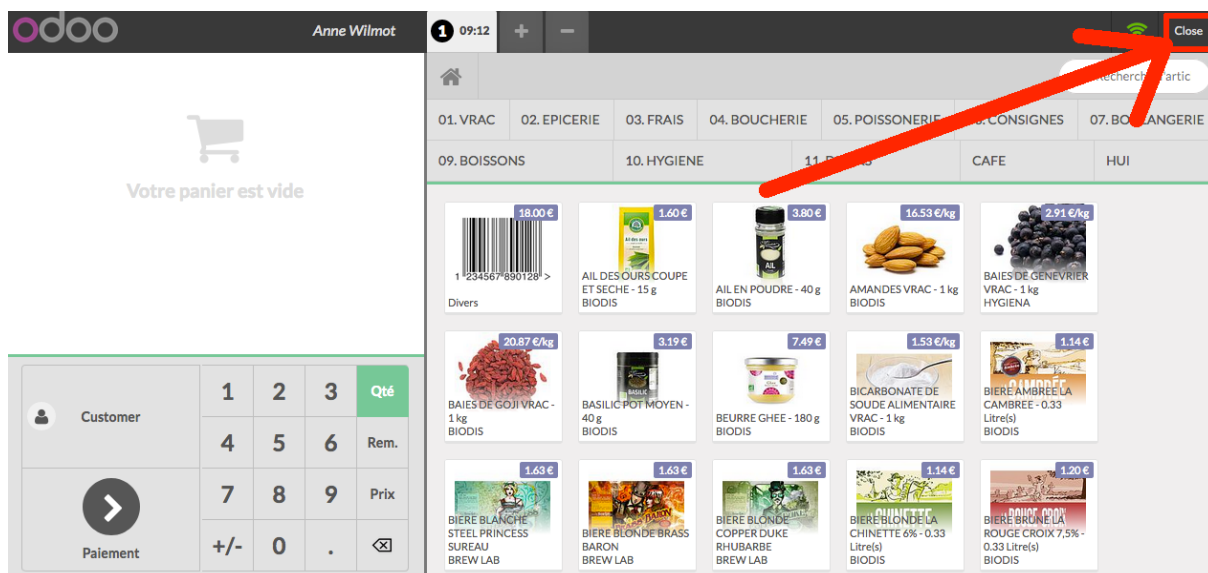 odoo
Anne Wilmot
1 09:12 + −
Close
01. VRAC 02. EPICERIE 03. FRAIS 04. BOUCHERIE 05. POISSONERIE CONSIGNES
09. BOISSONS 10. HYGIENE 11. CAFE HUI
Votre panier est vide
18.00 €
1 234567 890128 >
Divers
1.60 €
AIL DES OURS COUPE
ET SECHE - 15 g
BIODIS
3.80 €
AIL
AIL EN POUDRE - 40 g
BIODIS
16.53 €/kg
AMANDES VRAC - 1 kg
BIODIS
2.91 €/kg
BAIES DE GENEVRIER
VRAC - 1 kg
HYGIENA
20.87 €/kg
BAIES DE GOJI VRAC -
1 kg
BIODIS
3.19 €
BASILIC
BASILIC POT MOYEN -
40 g
BIODIS
7.49 €
BEURRE GHEE - 180 g
BIODIS
1.53 €/kg
BICARBONATE DE
SOUDE ALIMENTAIRE
VRAC - 1 kg
BIODIS
1.14 €
BIERE AMBREE LA
CAMBREE - 0.33
Litre(s)
BIODIS
1.63 €
BIERE BLANCHE
STEEL PRINCESS
SUREAU
BREW LAB
1.63 €
BIERE BLONDE BRASS
BARON
BREW LAB
1.63 €
BIERE BLONDE
COPPER DUKE
RHUBARBE
BREW LAB
1.14 €
BIERE BLONDE LA
CHINETTE 6% - 0.33
Litre(s)
BIODIS
1.20 €
BIERE BRUNE LA
ROUGE CROIX 7,5% -
0.33 Litre(s)
BIODIS
Customer
Paiement
1 2 3 Qté
4 5 6 Rem.
7 8 9 Prix
+/- 0 .